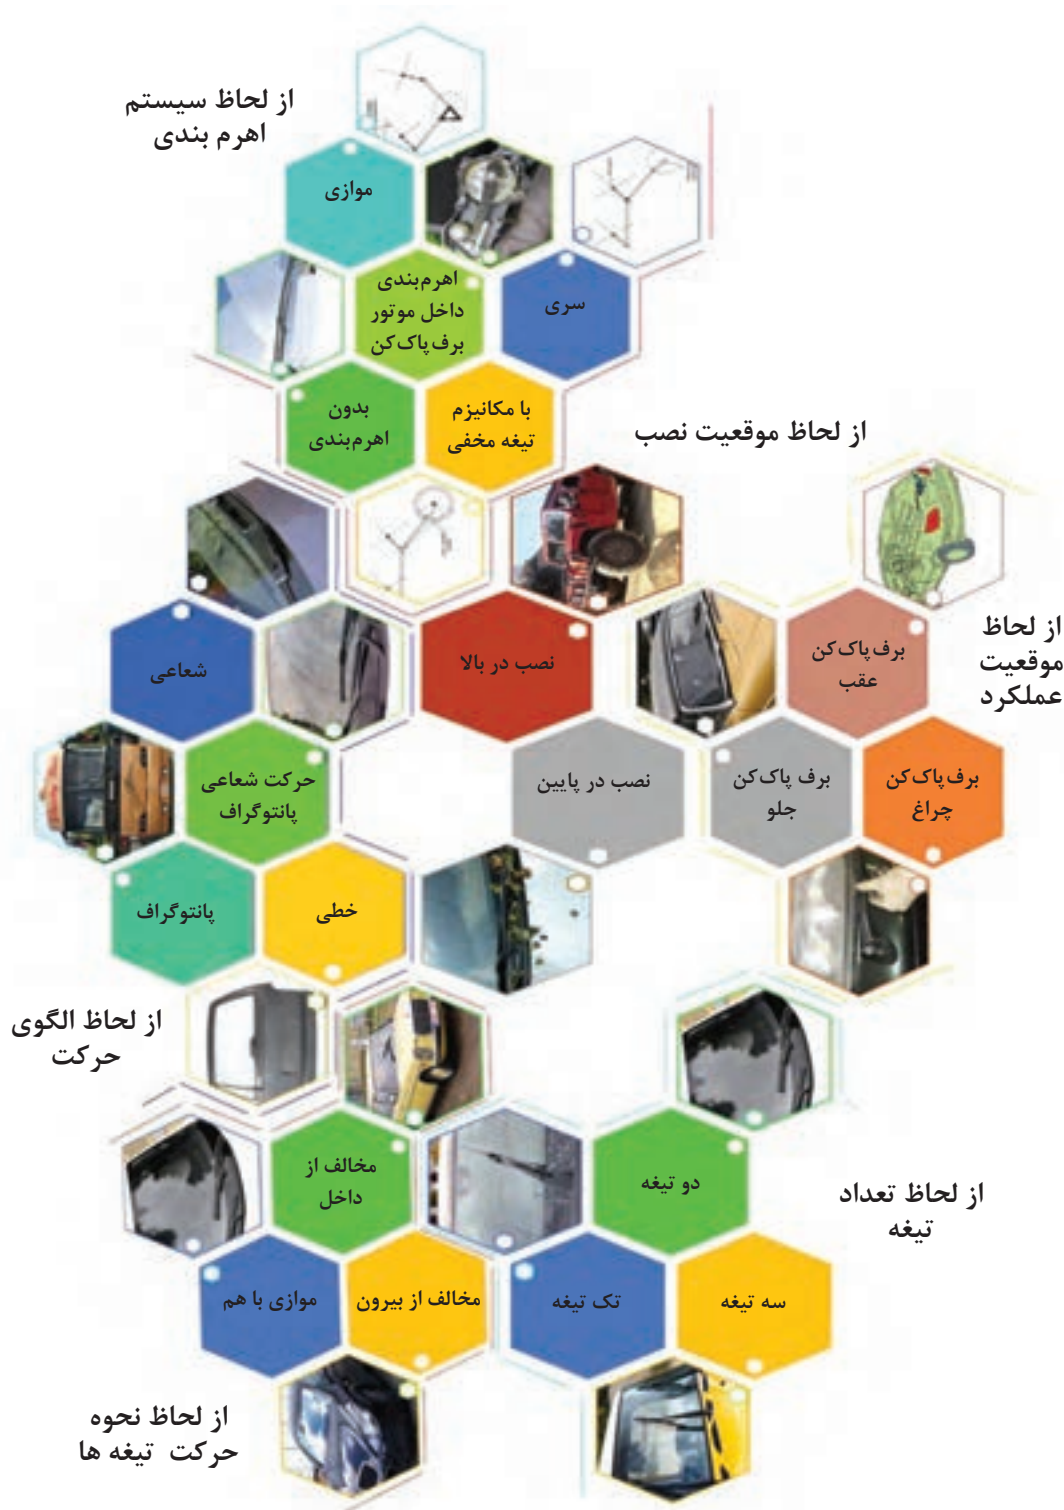 از لحاظ سیستم
اهرم بندی
موازی
اهرم‌بندی
داخل موتور
برف‌پاک‌کن
سری
بدون
اهرم‌بندی
با مکانیزم
تیغه مخفی
از لحاظ موقعیت نصب
نصب در بالا
نصب در پایین
از لحاظ
موقعیت
عملکرد
برف‌پاک‌کن
عقب
برف پاک‌کن
جلو
برف‌پاک‌کن
چراغ
شعاعی
حرکت شعاعی
پانتوگراف
پانتوگراف
خطی
از لحاظ الگوی
حرکت
مخالف از
داخل
موازی با هم
مخالف از بیرون
از لحاظ نحوه
حرکت تیغه ها
دو تیغه
تک تیغه
سه تیغه
از لحاظ تعداد
تیغه